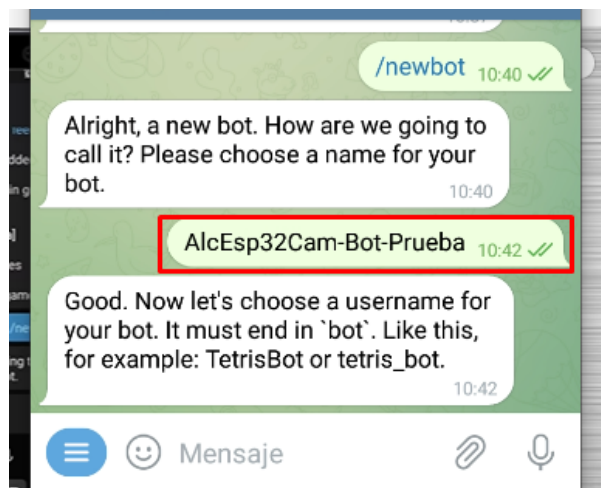 /newbot 10:40
Alright, a new bot. How are we going to
call it? Please choose a name for your
bot.
10:40
AlcEsp32Cam-Bot-Prueba 10:42
Good. Now let's choose a username for
your bot. It must end in `bot`. Like this,
for example: TetrisBot or tetris_bot.
10:42
Mensaje